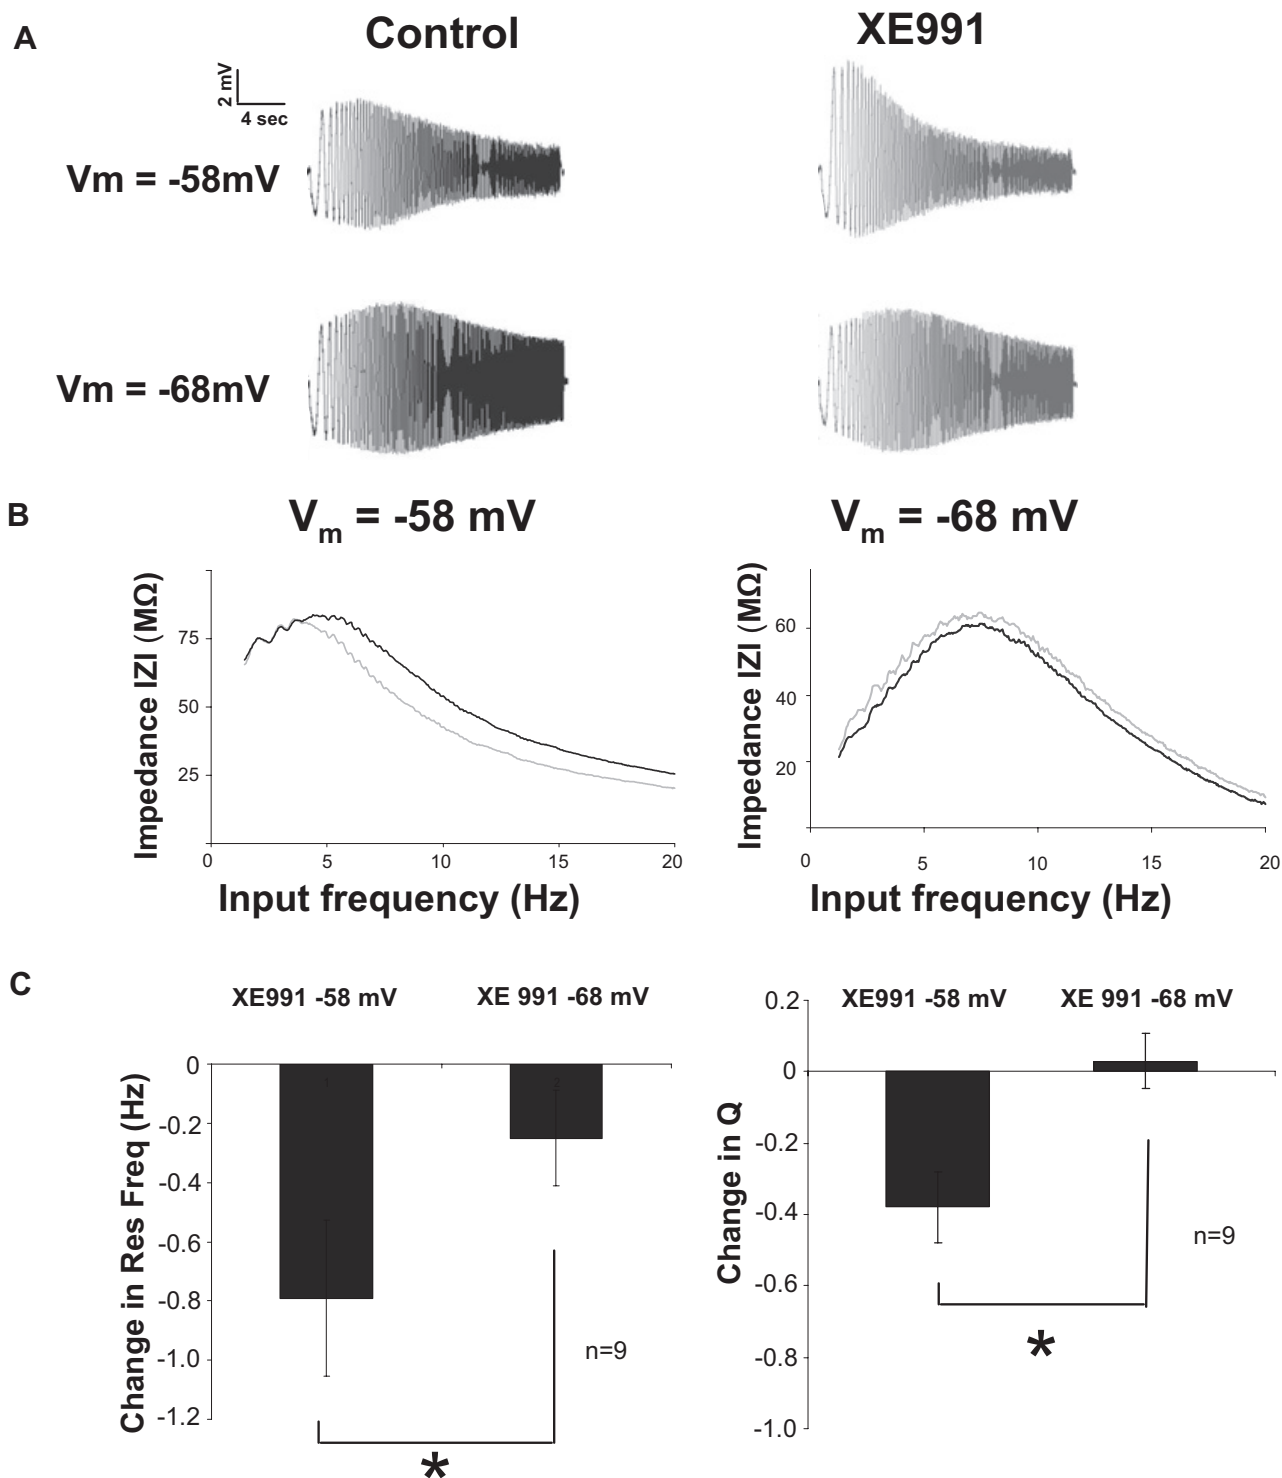 A
Control
XE991
2 mV
4 sec
Vm = -58mV
Vm = -68mV
B
Vm = -58 mV
Vm = -68 mV
Impedance IZI (MΩ)
75
50
25
0
5
10
15
20
Input frequency (Hz)
Impedance IZI (MΩ)
60
40
20
0
5
10
15
20
Input frequency (Hz)
C
XE991 -58 mV
XE 991 -68 mV
Change in Res Freq (Hz)
0
-0.2
-0.4
-0.6
-0.8
-1.0
-1.2
1
2
n=9
*
XE991 -58 mV
XE 991 -68 mV
Change in Q
0.2
0
-0.2
-0.4
-0.6
-0.8
-1.0
n=9
*